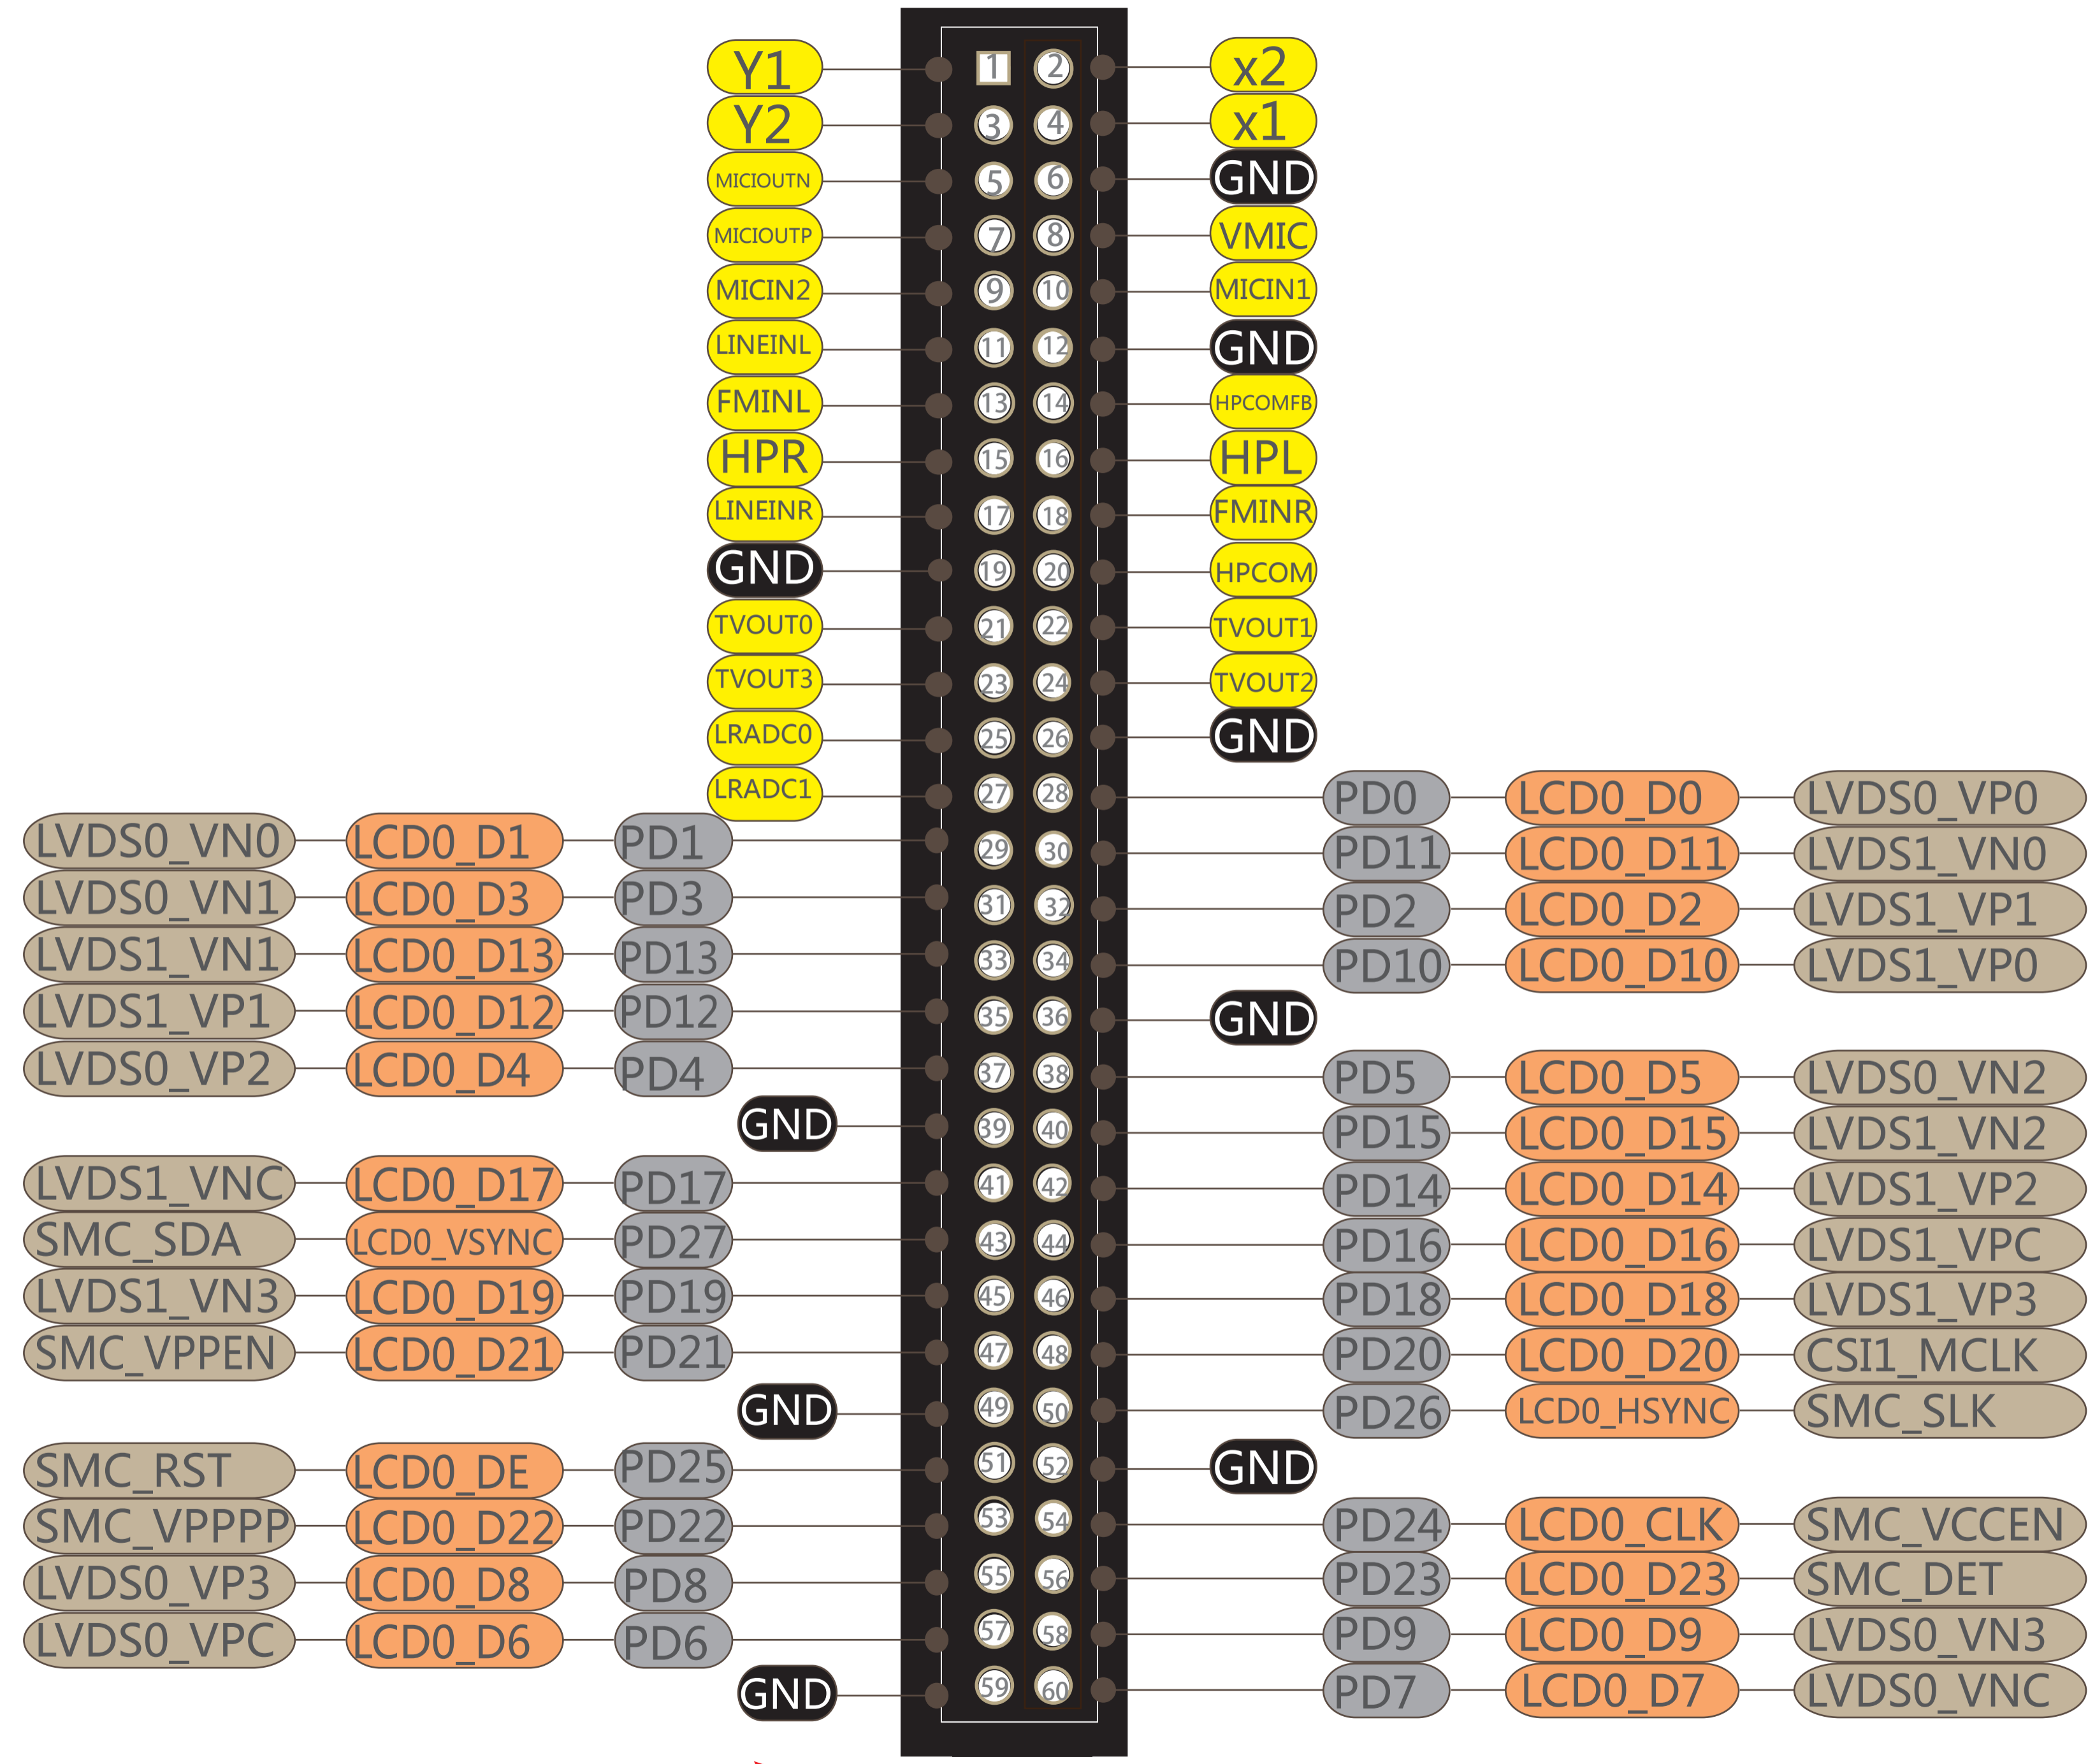 Y1 1 2 x2
Y2 3 4 x1
MICIOUTN 5 6 GND
MICIOUTP 7 8 VMIC
MICIN2 9 10 MICIN1
LINEINL 11 12 GND
FMINL 13 14 HPCOMFB
HPR 15 16 HPL
LINEINR 17 18 FMINR
GND 19 20 HPCOM
TVOUT0 21 22 TVOUT1
TVOUT3 23 24 TVOUT2
LRADC0 25 26 GND
LRADC1 27 28 PD0 LCD0_D0 LVDS0_VP0
LVDS0_VN0 LCD0_D1 PD1 29 30 PD11 LCD0_D11 LVDS1_VN0
LVDS0_VN1 LCD0_D3 PD3 31 32 PD2 LCD0_D2 LVDS1_VP1
LVDS1_VN1 LCD0_D13 PD13 33 34 PD10 LCD0_D10 LVDS1_VP0
LVDS1_VP1 LCD0_D12 PD12 35 36 GND
LVDS0_VP2 LCD0_D4 PD4 37 38 PD5 LCD0_D5 LVDS0_VN2
GND 39 40 PD15 LCD0_D15 LVDS1_VN2
LVDS1_VNC LCD0_D17 PD17 41 42 PD14 LCD0_D14 LVDS1_VP2
SMC_SDA LCD0_VSYNC PD27 43 44 PD16 LCD0_D16 LVDS1_VPC
LVDS1_VN3 LCD0_D19 PD19 45 46 PD18 LCD0_D18 LVDS1_VP3
SMC_VPPEN LCD0_D21 PD21 47 48 PD20 LCD0_D20 CSI1_MCLK
GND 49 50 PD26 LCD0_HSYNC SMC_SLK
SMC_RST LCD0_DE PD25 51 52 GND
SMC_VPPPP LCD0_D22 PD22 53 54 PD24 LCD0_CLK SMC_VCCEN
LVDS0_VP3 LCD0_D8 PD8 55 56 PD23 LCD0_D23 SMC_DET
LVDS0_VPC LCD0_D6 PD6 57 58 PD9 LCD0_D9 LVDS0_VN3
GND 59 60 PD7 LCD0_D7 LVDS0_VNC